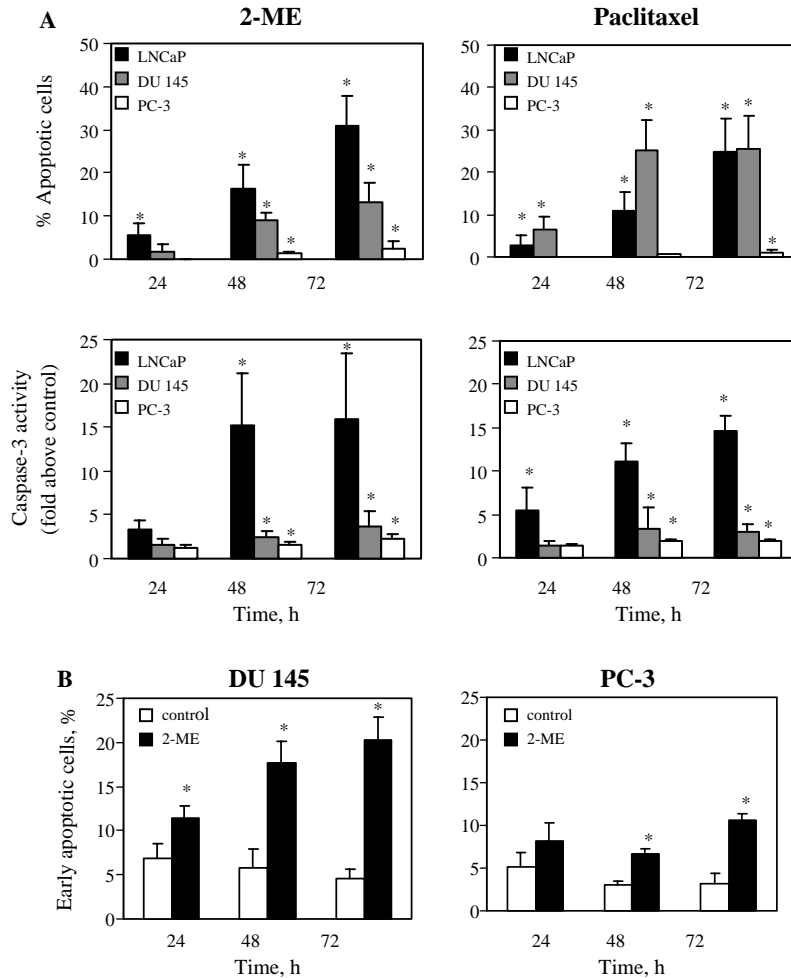 A
2-ME
Paclitaxel
% Apoptotic cells
50
40
30
20
10
0
LNCaP
DU 145
PC-3
*
*
*
*
*
*
*
24 48 72
50
40
30
20
10
0
LNCaP
DU 145
PC-3
*
*
*
*
*
*
*
24 48 72
Caspase-3 activity
(fold above control)
25
20
15
10
5
0
LNCaP
DU 145
PC-3
*
*
*
*
*
*
24 48 72
Time, h
25
20
15
10
5
0
LNCaP
DU 145
PC-3
*
*
*
*
*
*
*
24 48 72
Time, h
B
DU 145
PC-3
Early apoptotic cells, %
25
20
15
10
5
0
control
2-ME
*
*
*
24 48 72
Time, h
25
20
15
10
5
0
control
2-ME
*
*
24 48 72
Time, h